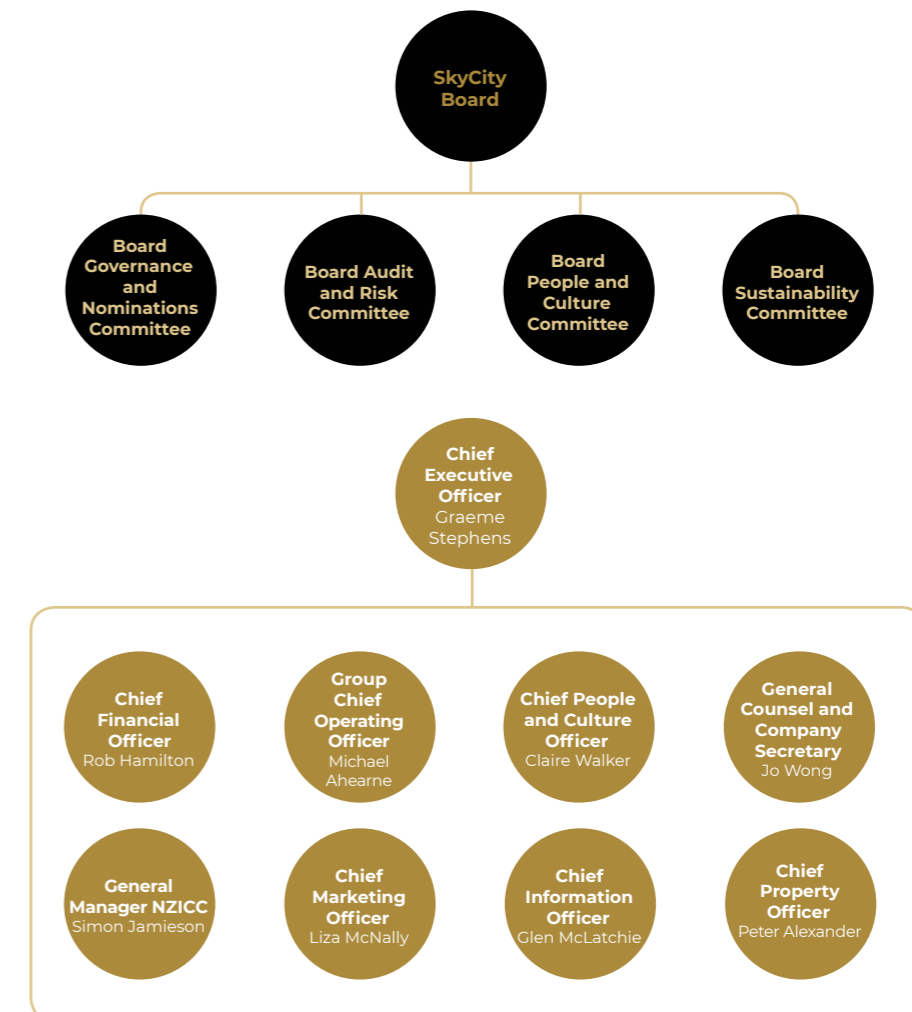 SkyCity
Board
Board
Governance
and
Nominations
Committee
Board Audit
and Risk
Committee
Board
People and
Culture
Committee
Board
Sustainability
Committee
Chief
Executive
Officer
Graeme
Stephens
Chief
Financial
Officer
Rob Hamilton
Group
Chief
Operating
Officer
Michael
Ahearne
Chief People
and Culture
Officer
Claire Walker
General
Counsel and
Company
Secretary
Jo Wong
General
Manager NZICC
Simon Jamieson
Chief
Marketing
Officer
Liza McNally
Chief
Information
Officer
Glen McLatchie
Chief
Property
Officer
Peter Alexander